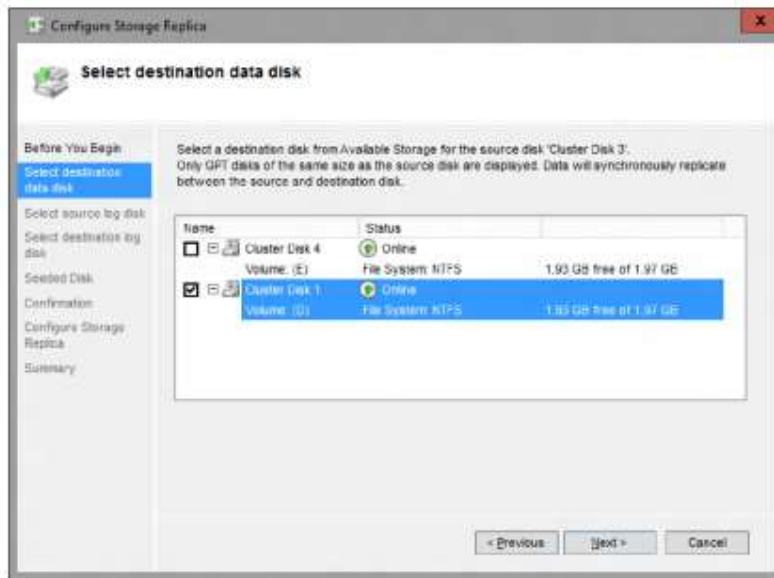 Configure Storage Replica
x
Select destination data disk
Before You Begin
Select destination
data disk
Select source log disk
Select destination log
disk
Seeded Disk
Confirmation
Configure Storage
Replica
Summary
Select a destination disk from Available Storage for the source disk 'Cluster Disk 3'.
Only GPT disks of the same size as the source disk are displayed. Data will synchronously replicate
between the source and destination disk.
Name Status
Cluster Disk 4 Online
Volume: (E) File System: NTFS 1.93 GB free of 1.97 GB
Cluster Disk 1 Online
Volume: (D) File System: NTFS 1.93 GB free of 1.97 GB
< Previous Next > Cancel